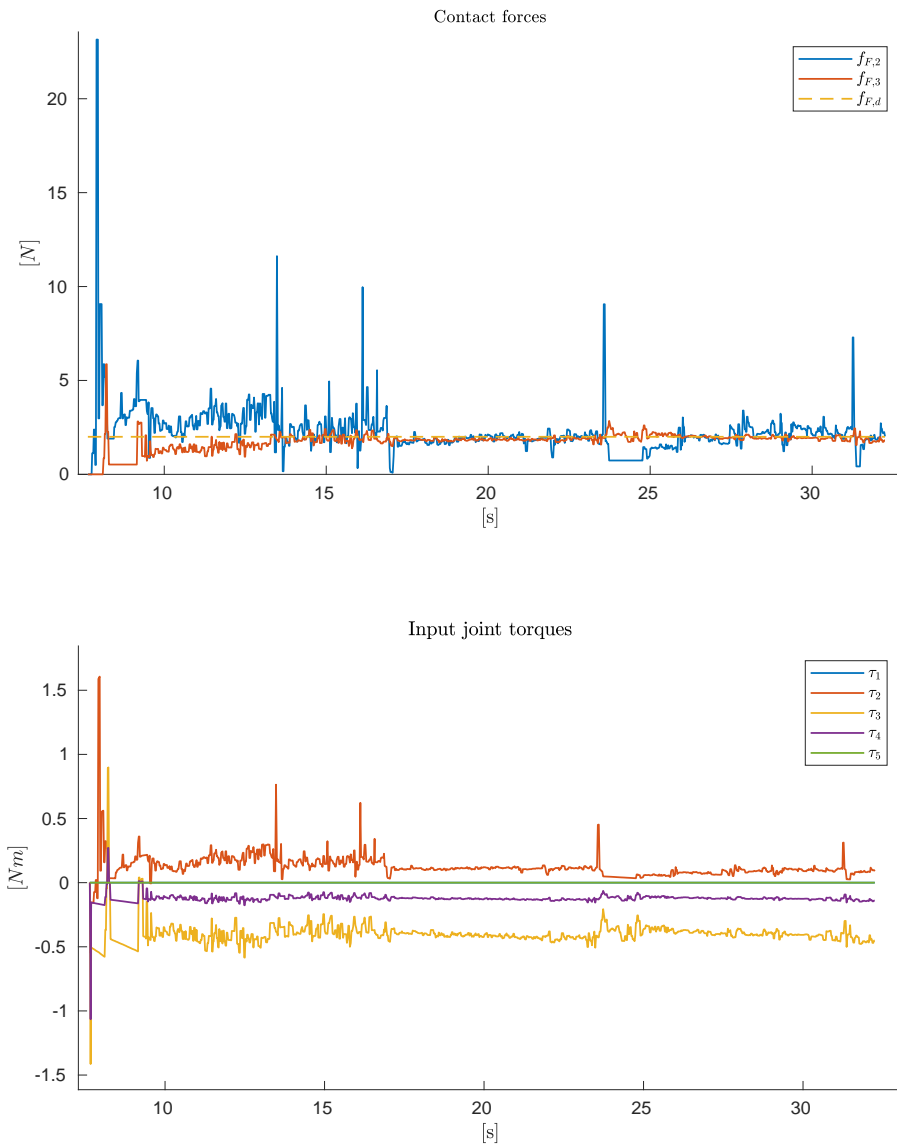 Contact forces
f_{F,2}
f_{F,3}
f_{F,d}
[N]
20
15
10
5
0
10 15 20 25 30
[s]
Input joint torques
τ_1
τ_2
τ_3
τ_4
τ_5
[Nm]
1.5
1
0.5
0
-0.5
-1
-1.5
10 15 20 25 30
[s]